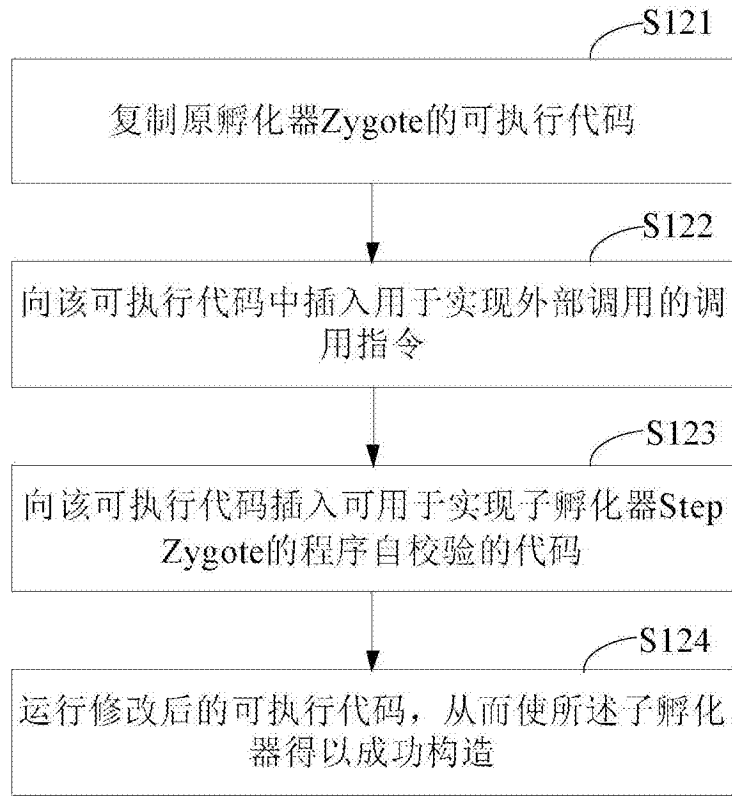 S121
复制原孵化器Zygote的可执行代码
S122
向该可执行代码中插入用于实现外部调用的调
用指令
S123
向该可执行代码插入可用于实现子孵化器Step
Zygote的程序自校验的代码
S124
运行修改后的可执行代码，从而使所述子孵化
器得以成功构造